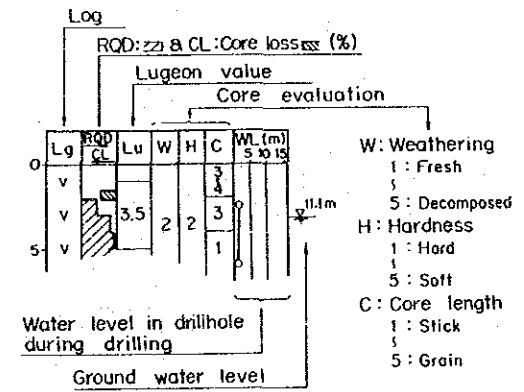 Log
RQD: & CL:Core loss (%)
Lugeon value
Core evaluation
Lg RQD CL Lu W H C WL (m)
5 10 15
0
v
v
v
5
3.5
2
2
3
4
3
1
11.1m
W: Weathering
1 : Fresh
5 : Decomposed
H: Hardness
1 : Hard
5 : Soft
C: Core length
1 : Stick
5 : Grain
Water level in drillhole
during drilling
Ground water level